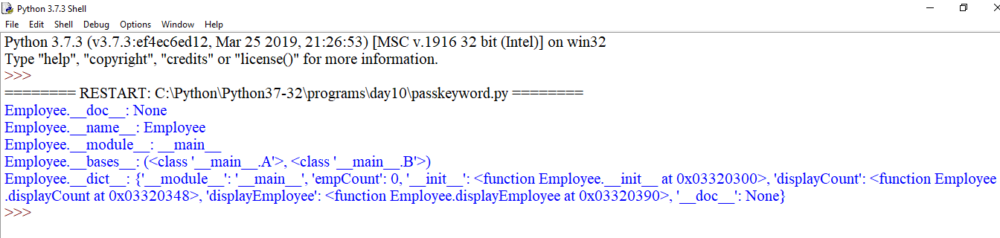 Python 3.7.3 Shell
File Edit Shell Debug Options Window Help
Python 3.7.3 (v3.7.3:ef4ec6ed12, Mar 25 2019, 21:26:53) [MSC v.1916 32 bit (Intel)] on win32
Type "help", "copyright", "credits" or "license()" for more information.
>>>
======== RESTART: C:\Python\Python37-32\programs\day10\passkeyword.py ========
Employee.__doc__: None
Employee.__name__: Employee
Employee.__module__: __main__
Employee.__bases__: (<class '__main__.A'>, <class '__main__.B'>)
Employee.__dict__: {'__module__': '__main__', 'empCount': 0, '__init__': <function Employee.__init__ at 0x03320300>, 'displayCount': <function Employee
.displayCount at 0x03320348>, 'displayEmployee': <function Employee.displayEmployee at 0x03320390>, '__doc__': None}
>>>